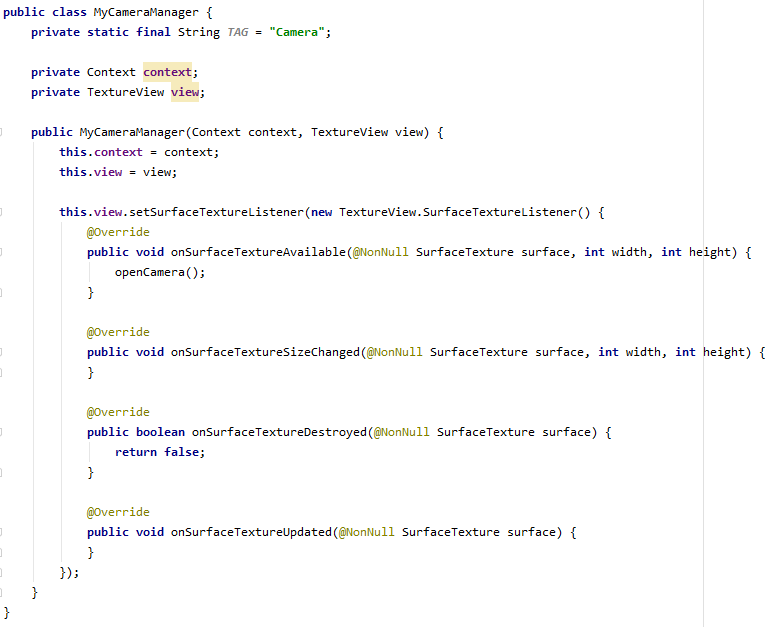 public class MyCameraManager {
private static final String TAG = "Camera";
private Context context;
private TextureView view;
public MyCameraManager(Context context, TextureView view) {
this.context = context;
this.view = view;
this.view.setSurfaceTextureListener(new TextureView.SurfaceTextureListener() {
@Override
public void onSurfaceTextureAvailable(@NonNull SurfaceTexture surface, int width, int height) {
openCamera();
}
@Override
public void onSurfaceTextureSizeChanged(@NonNull SurfaceTexture surface, int width, int height) {
}
@Override
public boolean onSurfaceTextureDestroyed(@NonNull SurfaceTexture surface) {
return false;
}
@Override
public void onSurfaceTextureUpdated(@NonNull SurfaceTexture surface) {
}
});
}
}